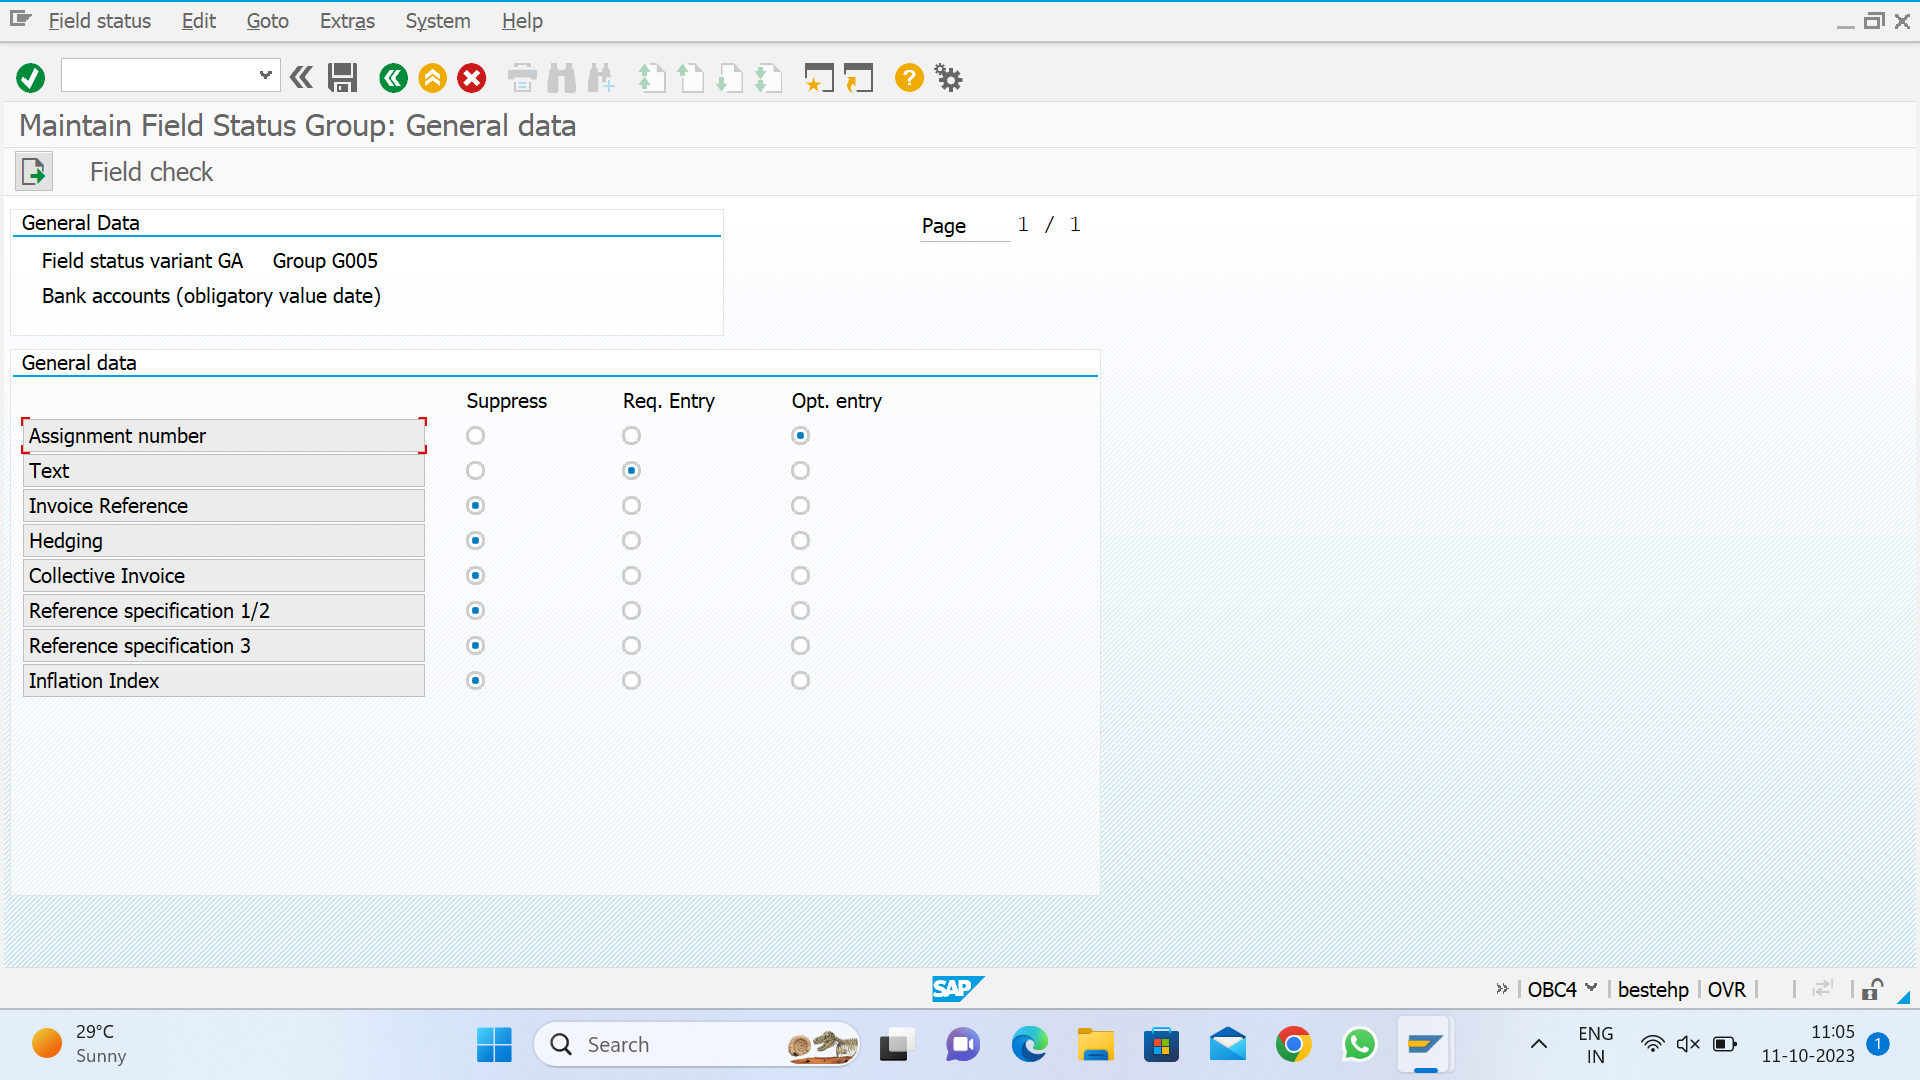 Field status Edit Goto Extras System Help
Maintain Field Status Group: General data
Field check
General Data
Page 1 / 1
Field status variant GA Group G005
Bank accounts (obligatory value date)
General data
Suppress Req. Entry Opt. entry
Assignment number
Text
Invoice Reference
Hedging
Collective Invoice
Reference specification 1/2
Reference specification 3
Inflation Index
SAP
OBC4 bestehp OVR
29°C
Sunny
Search
ENG
IN
11:05
11-10-2023
1